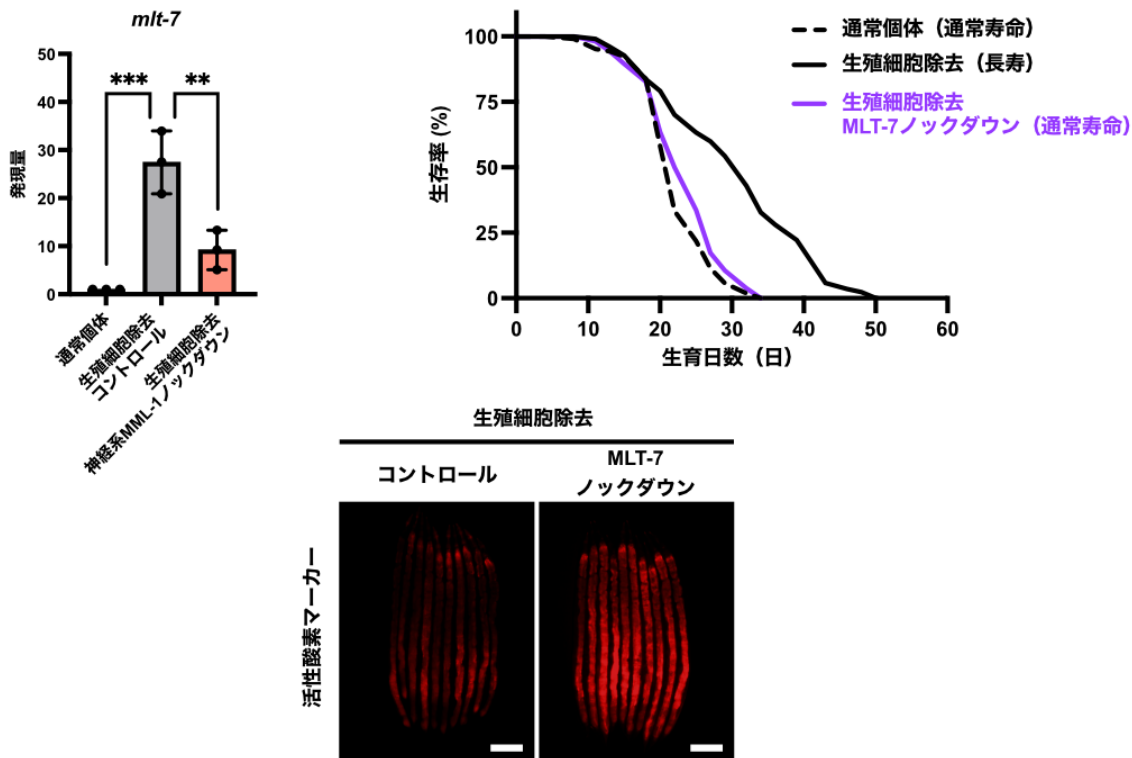 mlt-7
50
40
30
20
10
0
発現量
***
**
通常個体
生殖細胞除去
コントロール
生殖細胞除去
神経系MML-1ノックダウン
100
75
50
25
0
生存率 (%)
0 10 20 30 40 50 60
生育日数（日）
通常個体（通常寿命）
生殖細胞除去（長寿）
生殖細胞除去
MLT-7ノックダウン（通常寿命）
生殖細胞除去
コントロール
MLT-7
ノックダウン
活性酸素マーカー